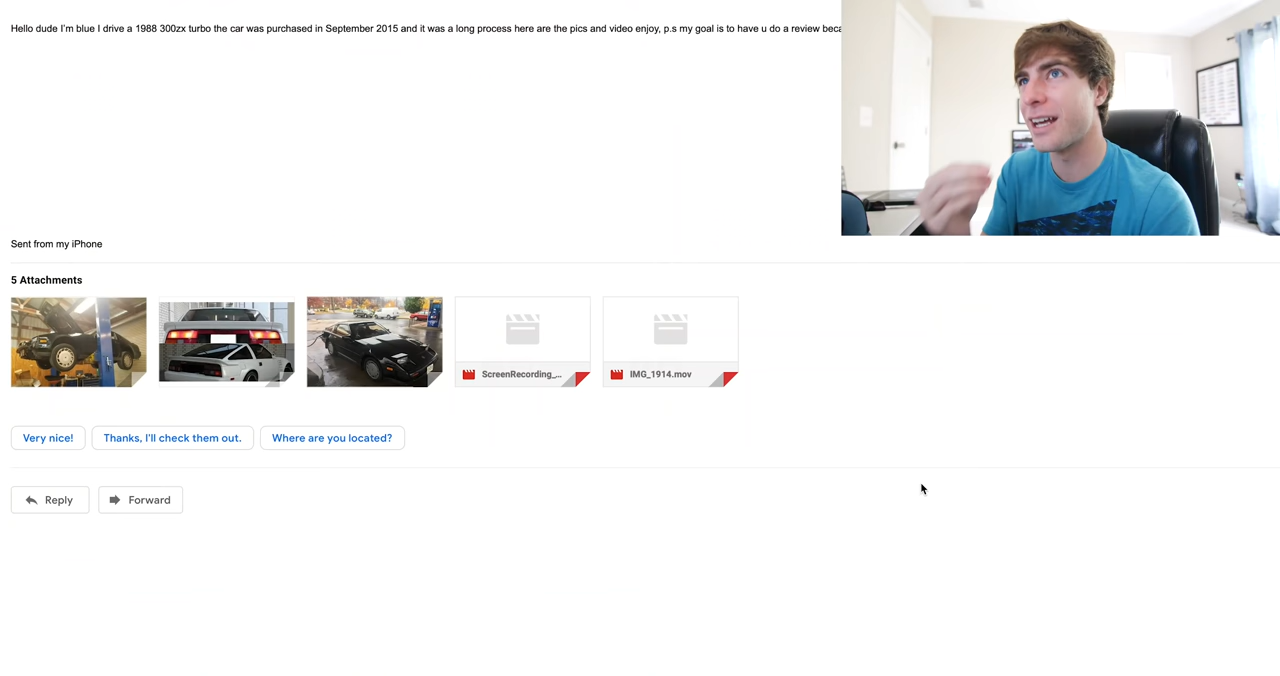 Hello dude I'm blue I drive a 1988 300zx turbo the car was purchased in September 2015 and it was a long process here are the pics and video enjoy, p.s my goal is to have u do a review beca
Sent from my iPhone
5 Attachments
ScreenRecording_...
IMG_1914.mov
Very nice!
Thanks, I'll check them out.
Where are you located?
Reply
Forward